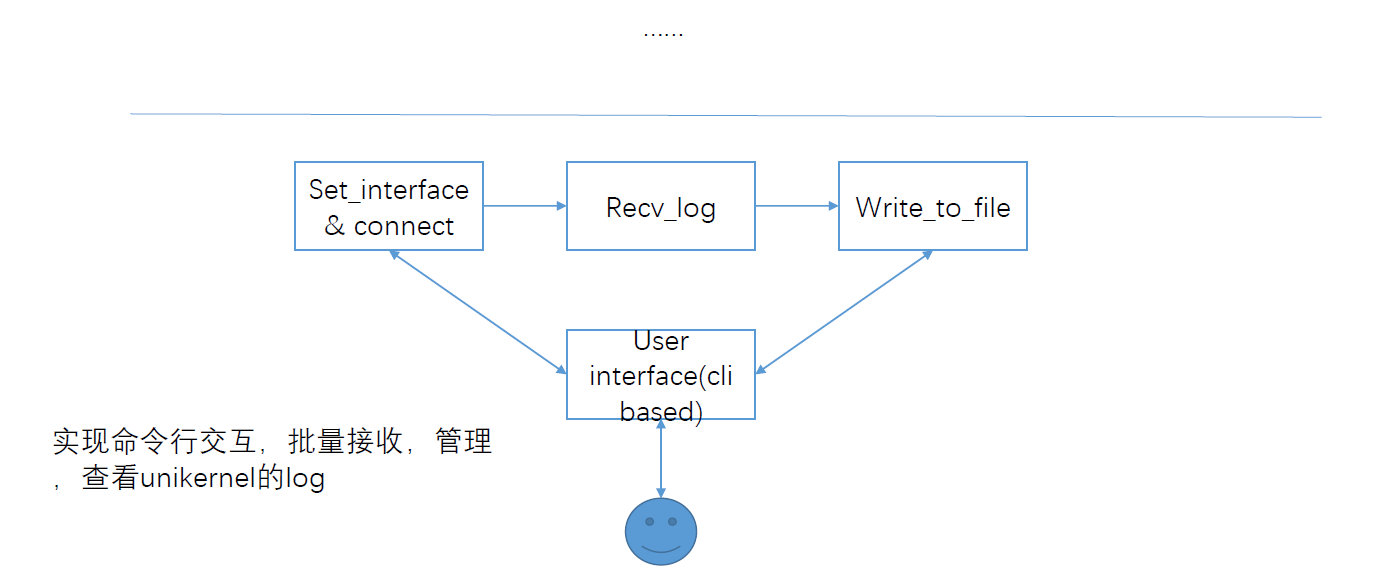 ......
Set_interface
& connect
Recv_log
Write_to_file
User
interface(cli
based)
实现命令行交互，批量接收，管理
，查看unikernel的log